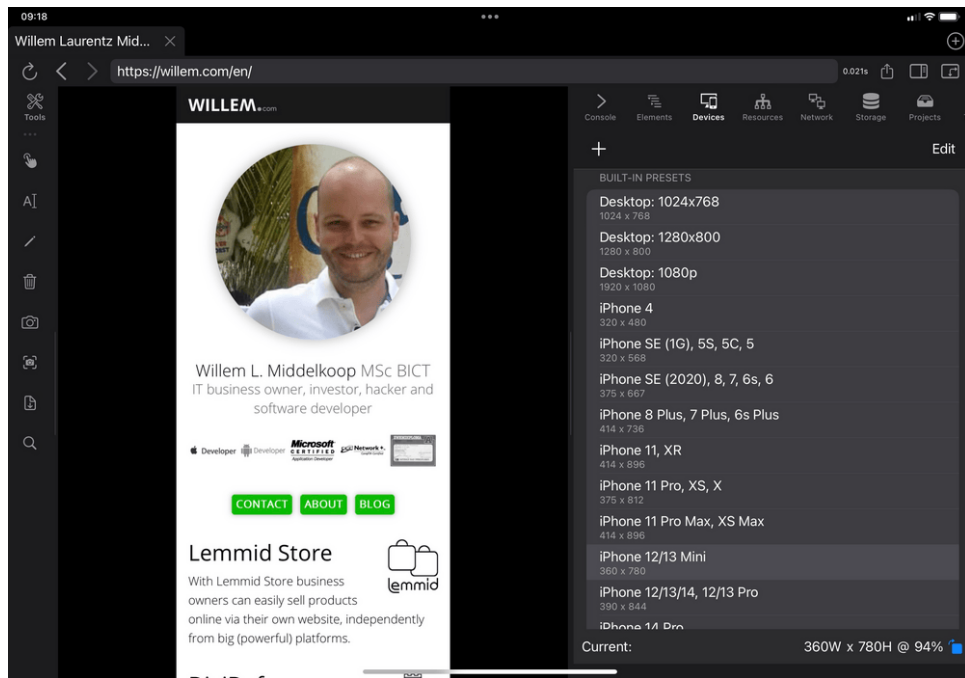 09:18
Willem Laurentz Mid...
https://willem.com/en/
0.021s
Tools
WILLEM.com
Willem L. Middelkoop MSc BICT
IT business owner, investor, hacker and
software developer
Developer
Developer
Microsoft
CERTIFIED
Application Developer
Network+
CONTACT
ABOUT
BLOG
Lemmid Store
lemmid
With Lemmid Store business
owners can easily sell products
online via their own website, independently
from big (powerful) platforms.
Console
Elements
Devices
Resources
Network
Storage
Projects
+
Edit
BUILT-IN PRESETS
Desktop: 1024x768
1024 x 768
Desktop: 1280x800
1280 x 800
Desktop: 1080p
1920 x 1080
iPhone 4
320 x 480
iPhone SE (1G), 5S, 5C, 5
320 x 568
iPhone SE (2020), 8, 7, 6s, 6
375 x 667
iPhone 8 Plus, 7 Plus, 6s Plus
414 x 736
iPhone 11, XR
414 x 896
iPhone 11 Pro, XS, X
375 x 812
iPhone 11 Pro Max, XS Max
414 x 896
iPhone 12/13 Mini
360 x 780
iPhone 12/13/14, 12/13 Pro
390 x 844
iPhone 14 Pro
Current:
360W x 780H @ 94%